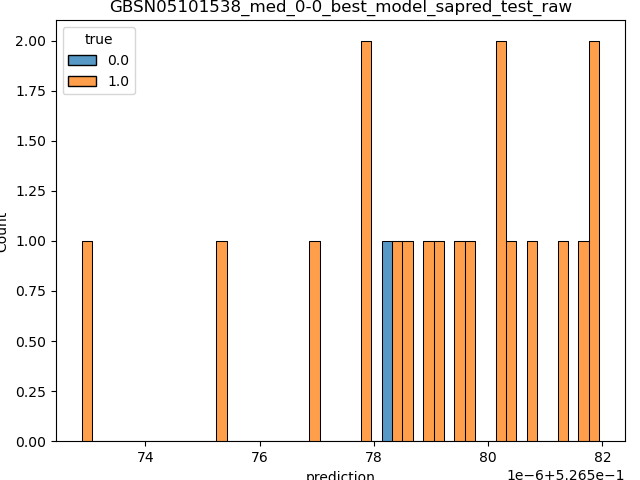 GBSN05101538_med_0-0_best_model_sapred_test_raw
true
0.0
1.0
2.00
1.75
1.50
1.25
1.00
0.75
0.50
0.25
0.00
Count
74 76 78 80 82
prediction
1e−6+5.265e−1